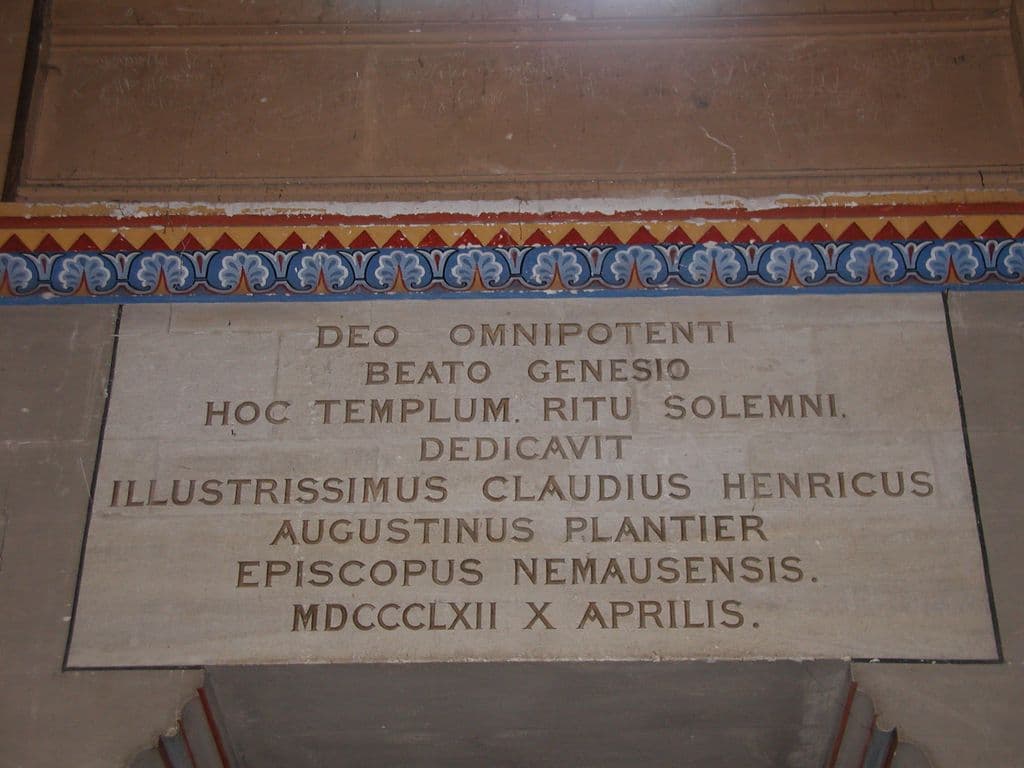 DEO OMNIPOTENTI
BEATO GENESIO
HOC TEMPLUM. RITU SOLEMNI.
DEDICAVIT
ILLUSTRISSIMUS CLAUDIUS HENRICUS
AUGUSTINUS PLANTIER
EPISCOPUS NEMAUSENSIS.
MDCCCLXII X APRILIS.